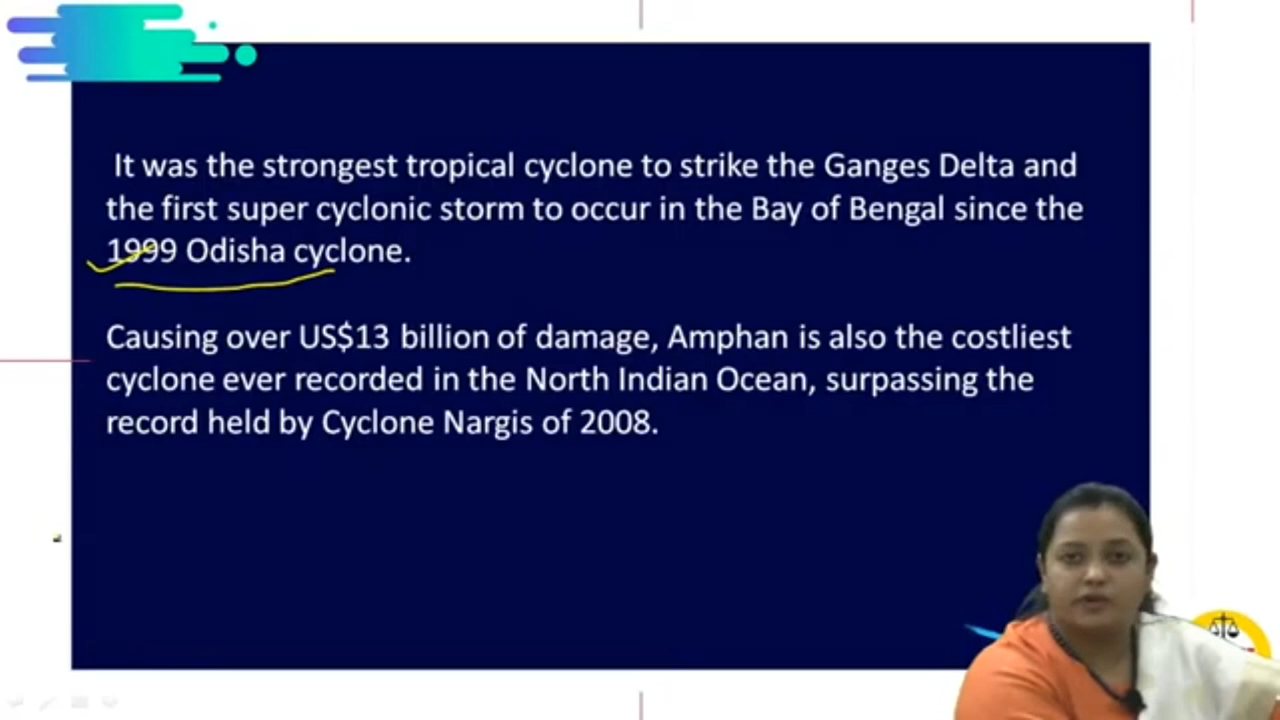 It was the strongest tropical cyclone to strike the Ganges Delta and
the first super cyclonic storm to occur in the Bay of Bengal since the
1999 Odisha cyclone.
Causing over US$13 billion of damage, Amphan is also the costliest
cyclone ever recorded in the North Indian Ocean, surpassing the
record held by Cyclone Nargis of 2008.